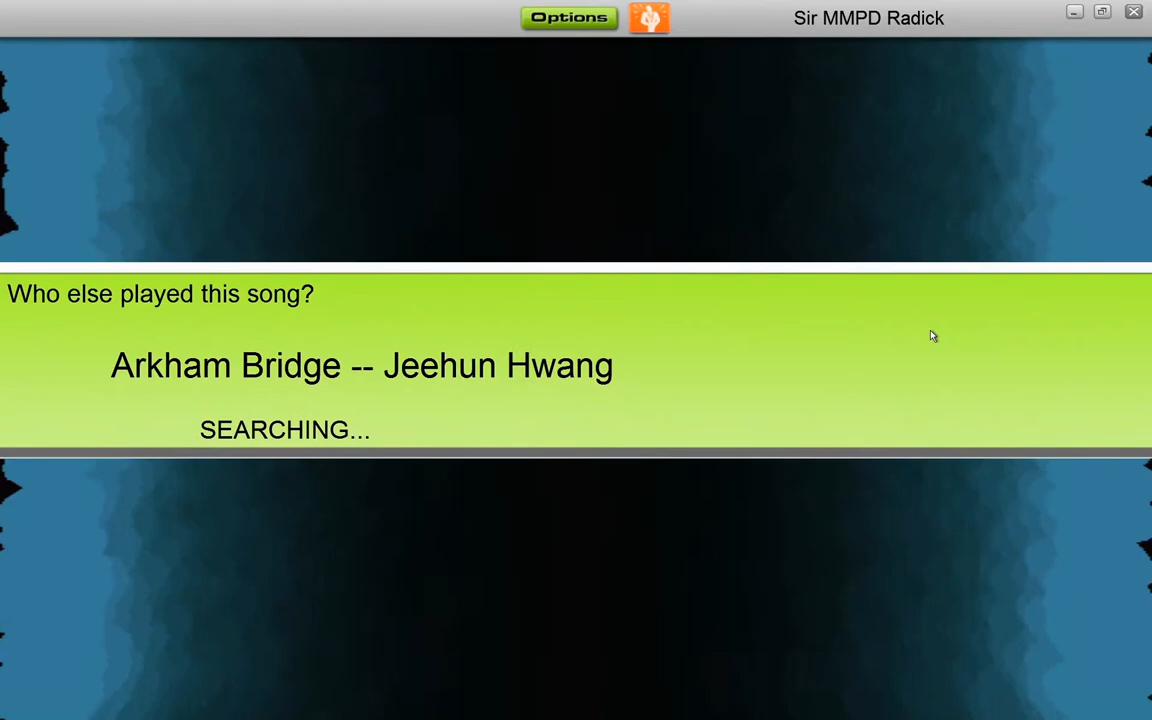 Options
Sir MMPD Radick
Who else played this song?
Arkham Bridge -- Jeehun Hwang
SEARCHING...